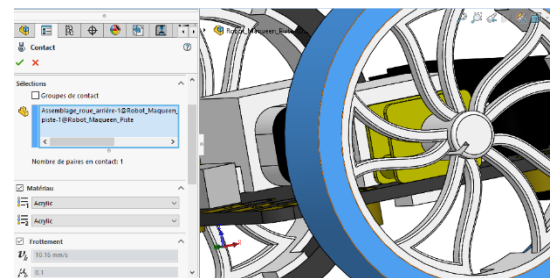 Robot_Maqueen_Piste
Contact
Sélections
Groupes de contact
Assemblage_roue_arrière-1@Robot_Maqueen_
piste-1@Robot_Maqueen_Piste
Nombre de paires en contact: 1
Matériau
Acrylic
Acrylic
Frottement
10.16 mm/s
0.1